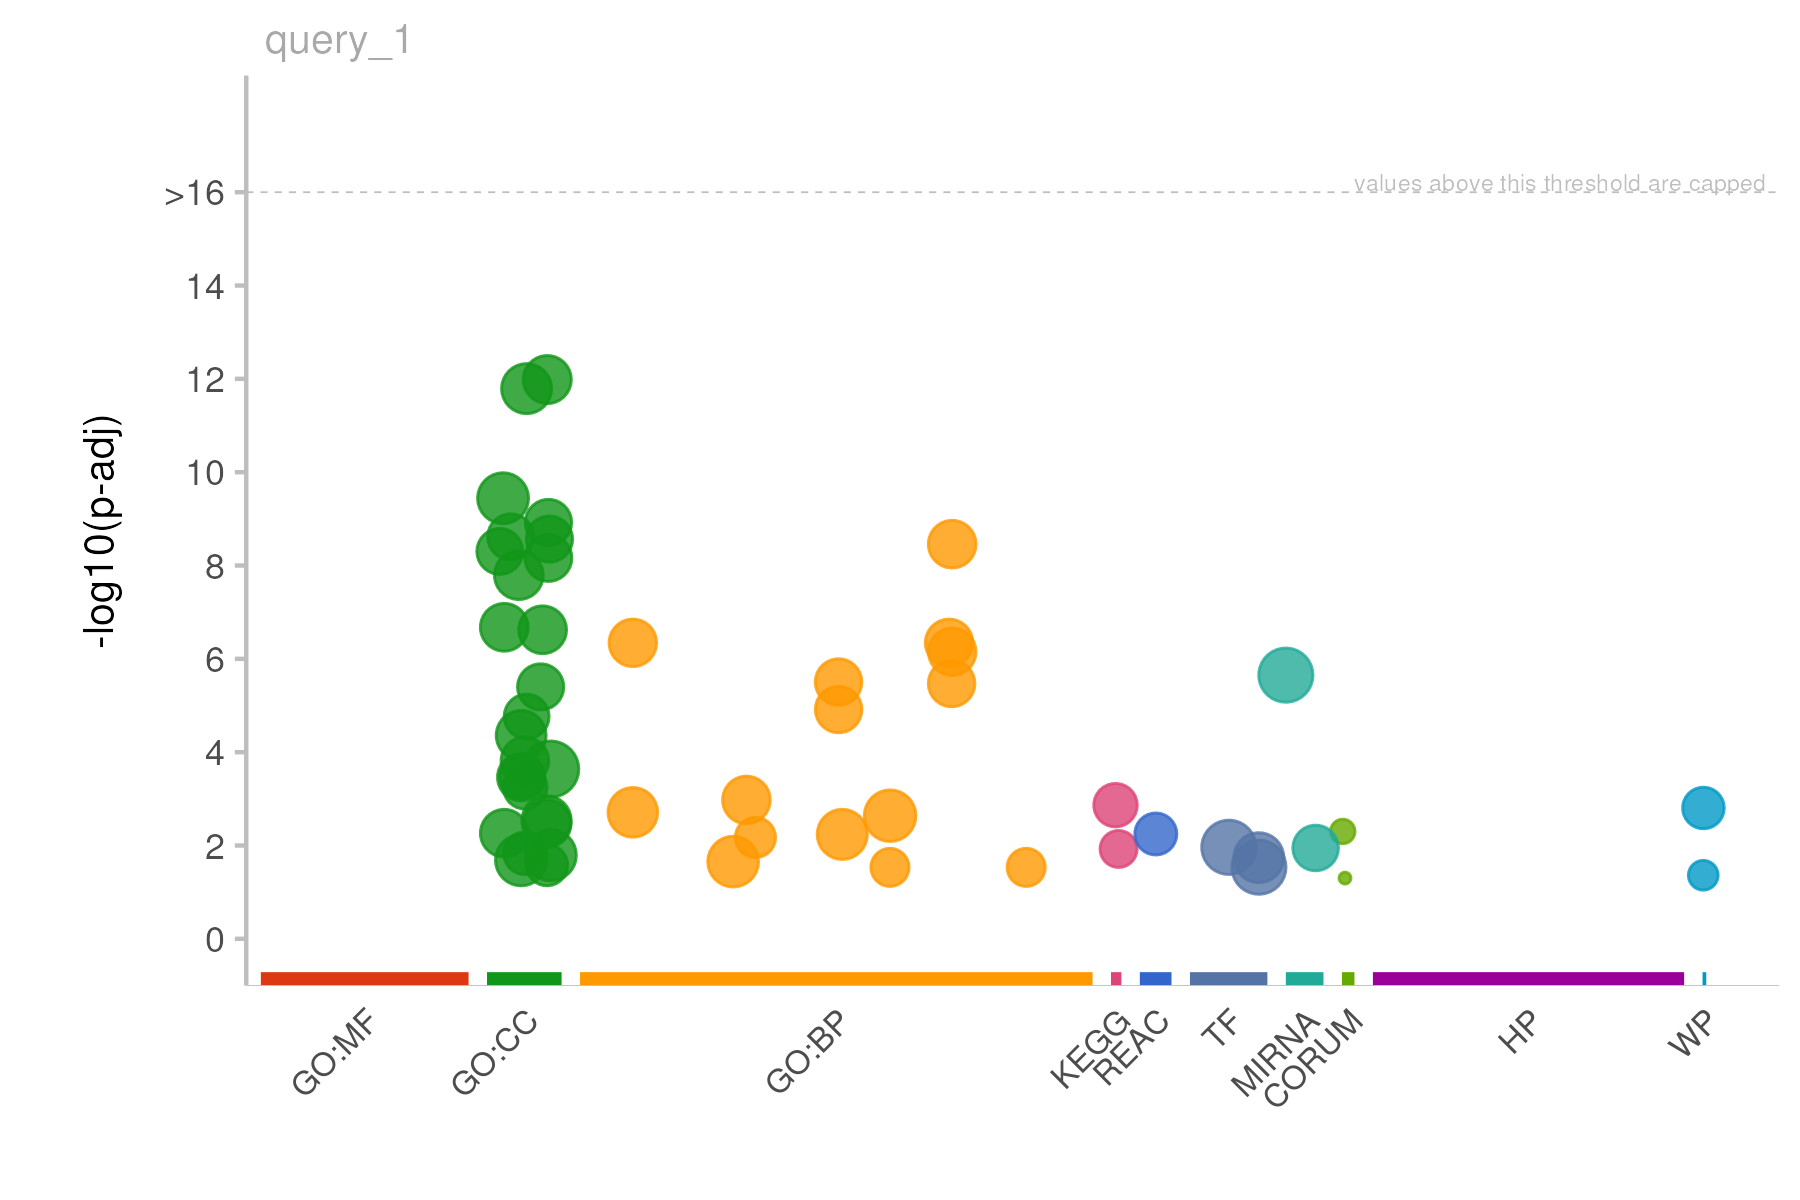 query_1
values above this threshold are capped
>16
14
12
10
8
6
4
2
0
-log10(p-adj)
GO:MF
GO:CC
GO:BP
KEGG
REAC
TF
MIRNA
CORUM
HP
WP